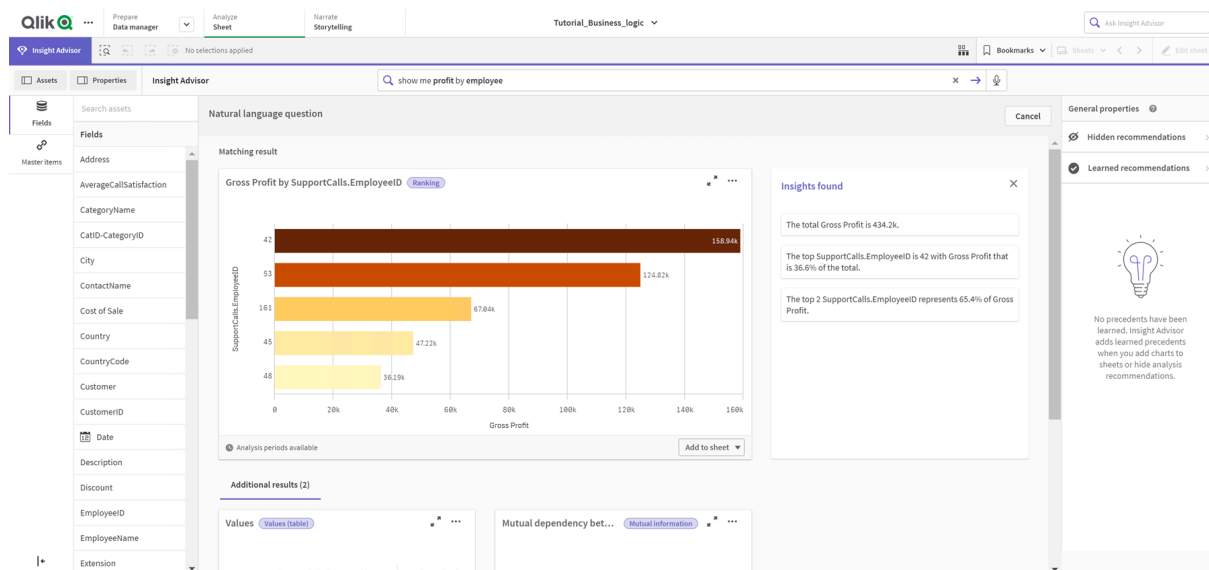 Qlik
Prepare
Data manager
Analyze
Sheet
Narrate
Storytelling
Tutorial_Business_logic
Ask Insight Advisor
Insight Advisor
No selections applied
Bookmarks
Sheets
Edit sheet
Assets
Properties
Insight Advisor
show me profit by employee
Fields
Master items
Search assets
Fields
Address
AverageCallSatisfaction
CategoryName
CatID-CategoryID
City
ContactName
Cost of Sale
Country
CountryCode
Customer
CustomerID
Date
Description
Discount
EmployeeID
EmployeeName
Extension
Natural language question
Cancel
Matching result
Gross Profit by SupportCalls.EmployeeID Ranking
SupportCalls.EmployeeID
42 158.94k
53 124.82k
161 67.04k
45 47.22k
48 36.19k
0 20k 40k 60k 80k 100k 120k 140k 160k
Gross Profit
Analysis periods available
Add to sheet
Insights found
The total Gross Profit is 434.2k.
The top SupportCalls.EmployeeID is 42 with Gross Profit that
is 36.6% of the total.
The top 2 SupportCalls.EmployeeID represents 65.4% of Gross
Profit.
Additional results (2)
Values Values (table)
Mutual dependency bet... Mutual information
General properties
Hidden recommendations
Learned recommendations
No precedents have been
learned. Insight Advisor
adds learned precedents
when you add charts to
sheets or hide analysis
recommendations.